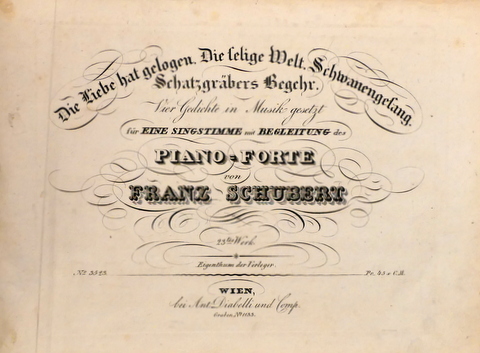 Die Liebe hat gelogen. Die selige Welt. Schwanengesang.
Schatzgräbers Begehr.
Vier Gedichte in Musik gesetzt
für EINE SINGSTIMME mit BEGLEITUNG des
PIANO-FORTE
von
FRANZ SCHUBERT
23tes Werk.
Eigenthum der Verleger.
No. 3523. Pr. 45 x C.M.
WIEN,
bei Ant. Diabelli und Comp.
Graben, No. 1133.